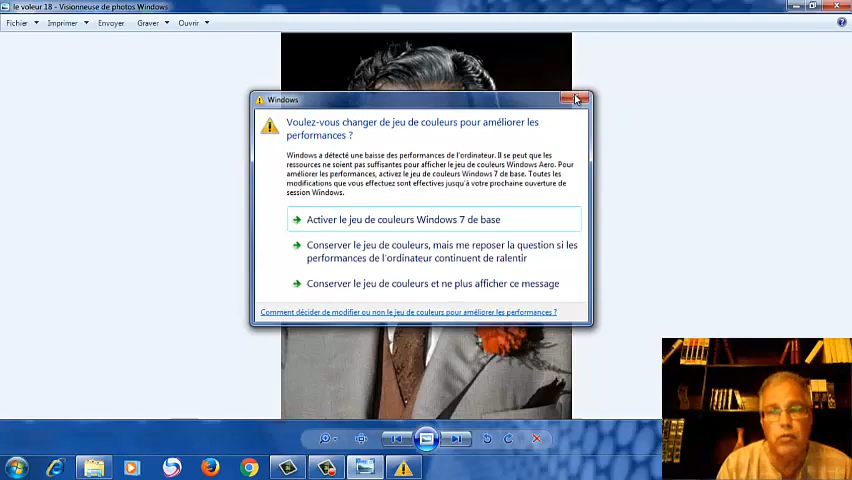 le voleur 18 - Visionneuse de photos Windows
Fichier Imprimer Envoyer Graver Ouvrir
Windows
Voulez-vous changer de jeu de couleurs pour améliorer les
performances ?
Windows a détecté une baisse des performances de l'ordinateur. Il se peut que les
ressources ne soient pas suffisantes pour afficher le jeu de couleurs Windows Aero. Pour
améliorer les performances, activez le jeu de couleurs Windows 7 de base. Toutes les
modifications que vous effectuez sont effectives jusqu'à votre prochaine ouverture de
session Windows.
Activer le jeu de couleurs Windows 7 de base
Conserver le jeu de couleurs, mais me reposer la question si les
performances de l'ordinateur continuent de ralentir
Conserver le jeu de couleurs et ne plus afficher ce message
Comment décider de modifier ou non le jeu de couleurs pour améliorer les performances ?